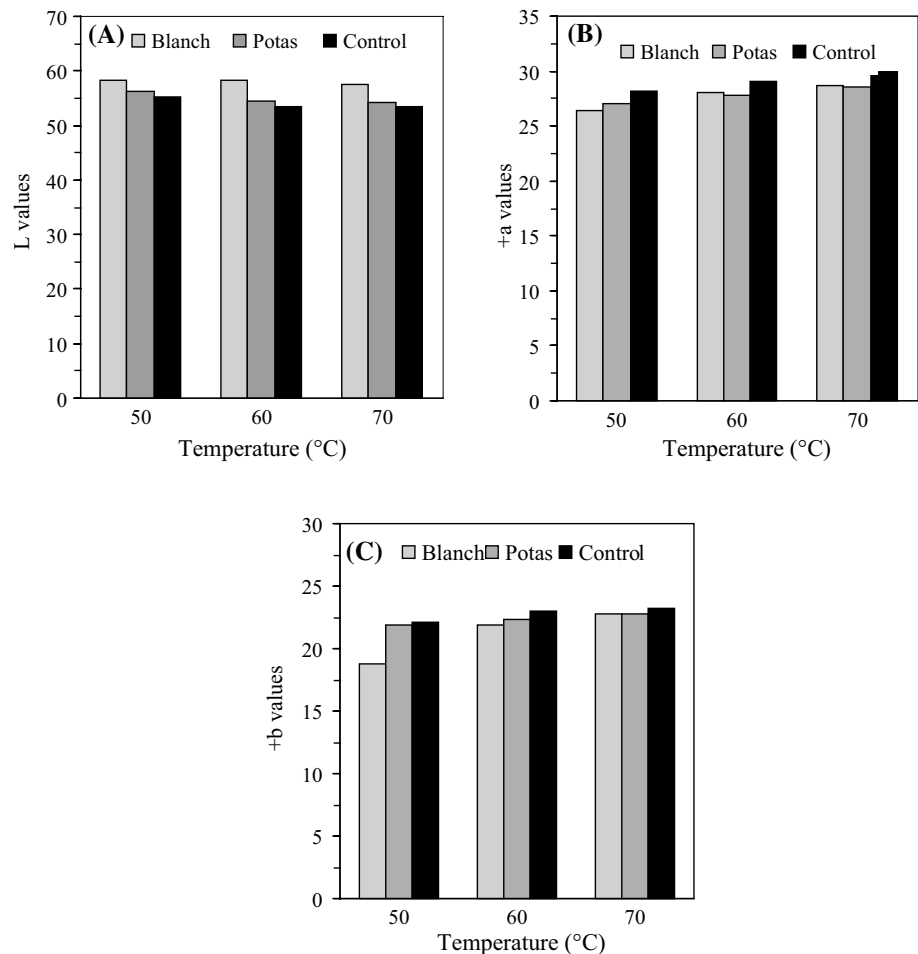 (A)
Blanch Potas Control
70
60
50
40
30
20
10
0
L values
50 60 70
Temperature (°C)
(B)
Blanch Potas Control
35
30
25
20
15
10
5
0
+a values
50 60 70
Temperature (°C)
(C) Blanch Potas Control
30
25
20
15
10
5
0
+b values
50 60 70
Temperature (°C)